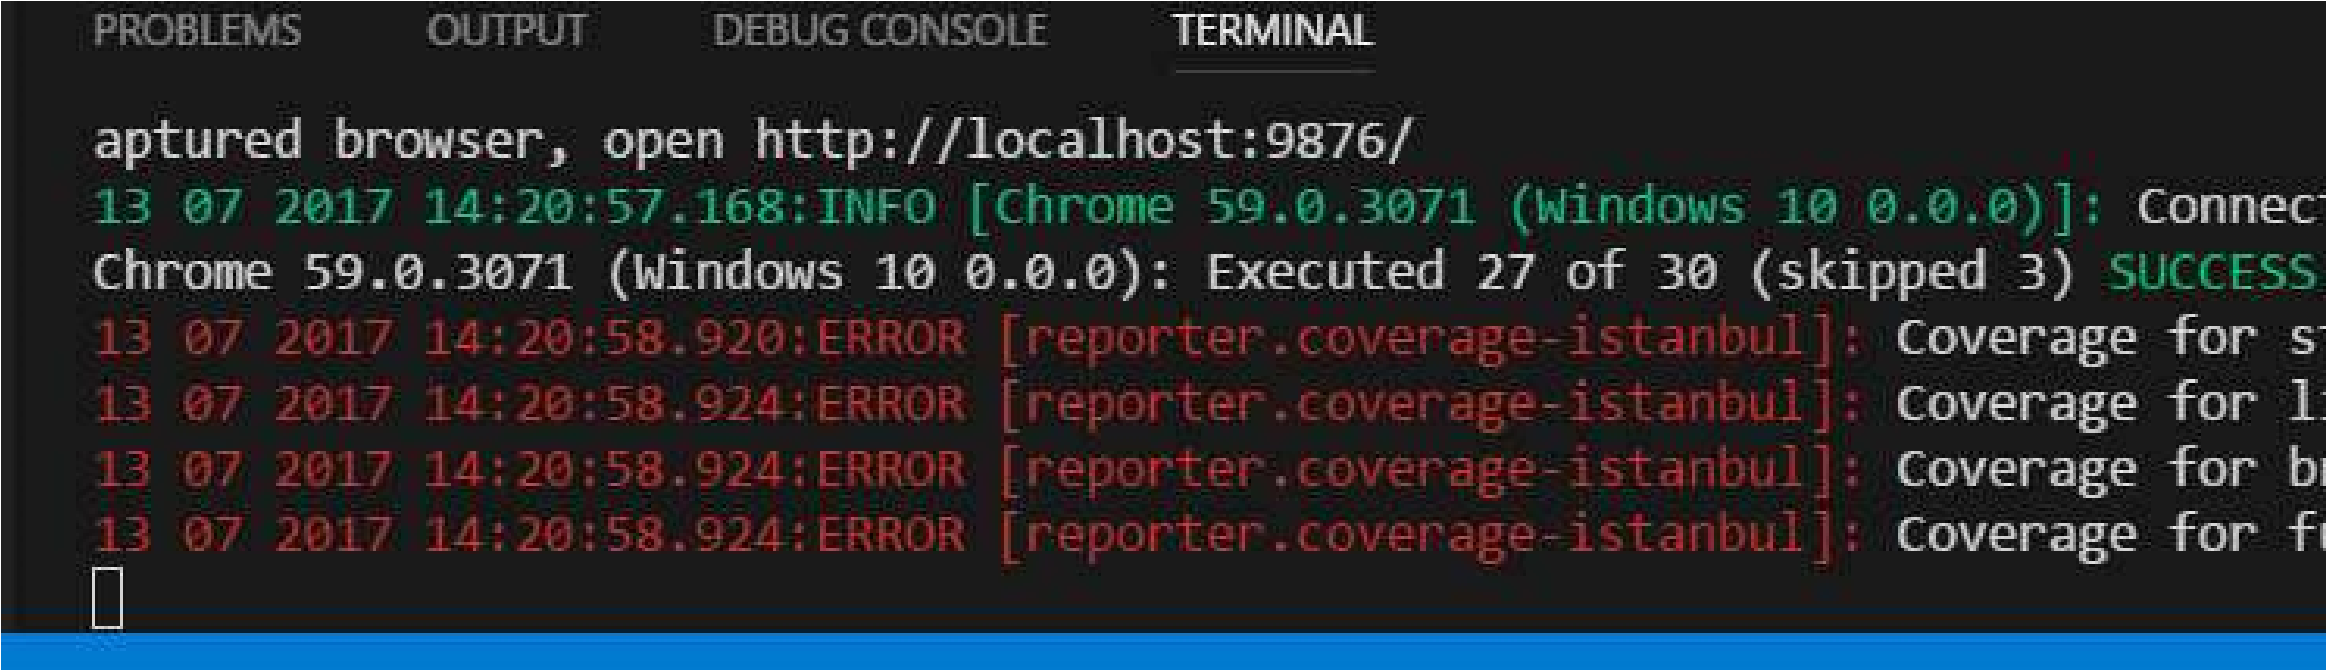 PROBLEMS OUTPUT DEBUG CONSOLE TERMINAL
aptured browser, open http://localhost:9876/
13 07 2017 14:20:57.168:INFO [Chrome 59.0.3071 (Windows 10 0.0.0)]: Connect
Chrome 59.0.3071 (Windows 10 0.0.0): Executed 27 of 30 (skipped 3) SUCCESS
13 07 2017 14:20:58.920:ERROR [reporter.coverage-istanbul]: Coverage for st
13 07 2017 14:20:58.924:ERROR [reporter.coverage-istanbul]: Coverage for li
13 07 2017 14:20:58.924:ERROR [reporter.coverage-istanbul]: Coverage for br
13 07 2017 14:20:58.924:ERROR [reporter.coverage-istanbul]: Coverage for fu